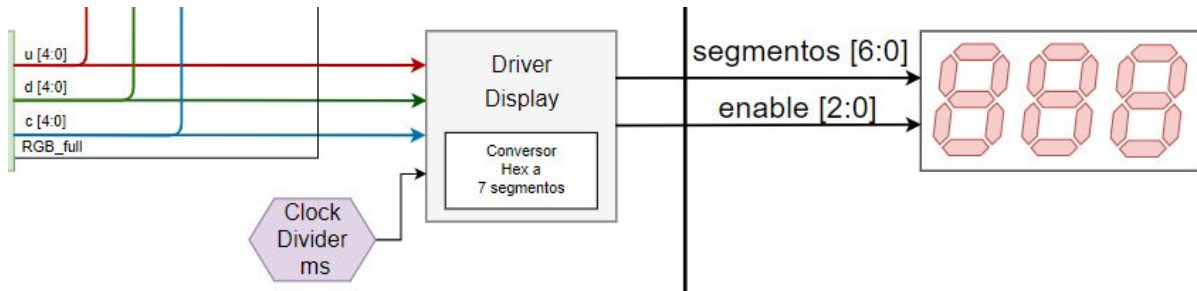 u [4:0]
d [4:0]
c [4:0]
RGB_full
Driver
Display
Conversor
Hex a
7 segmentos
Clock
Divider
ms
segmentos [6:0]
enable [2:0]